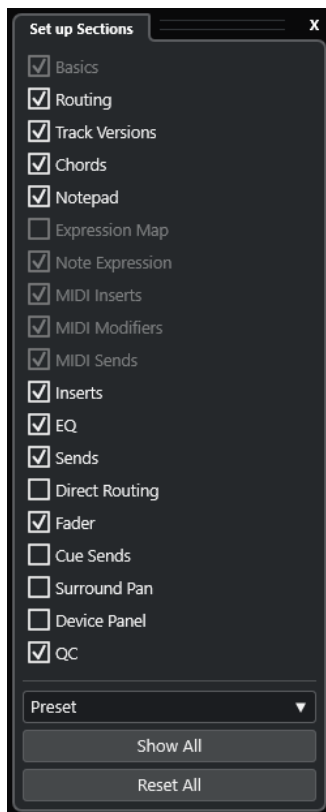 Set up Sections
X
Basics
Routing
Track Versions
Chords
Notepad
Expression Map
Note Expression
MIDI Inserts
MIDI Modifiers
MIDI Sends
Inserts
EQ
Sends
Direct Routing
Fader
Cue Sends
Surround Pan
Device Panel
QC
Preset
Show All
Reset All